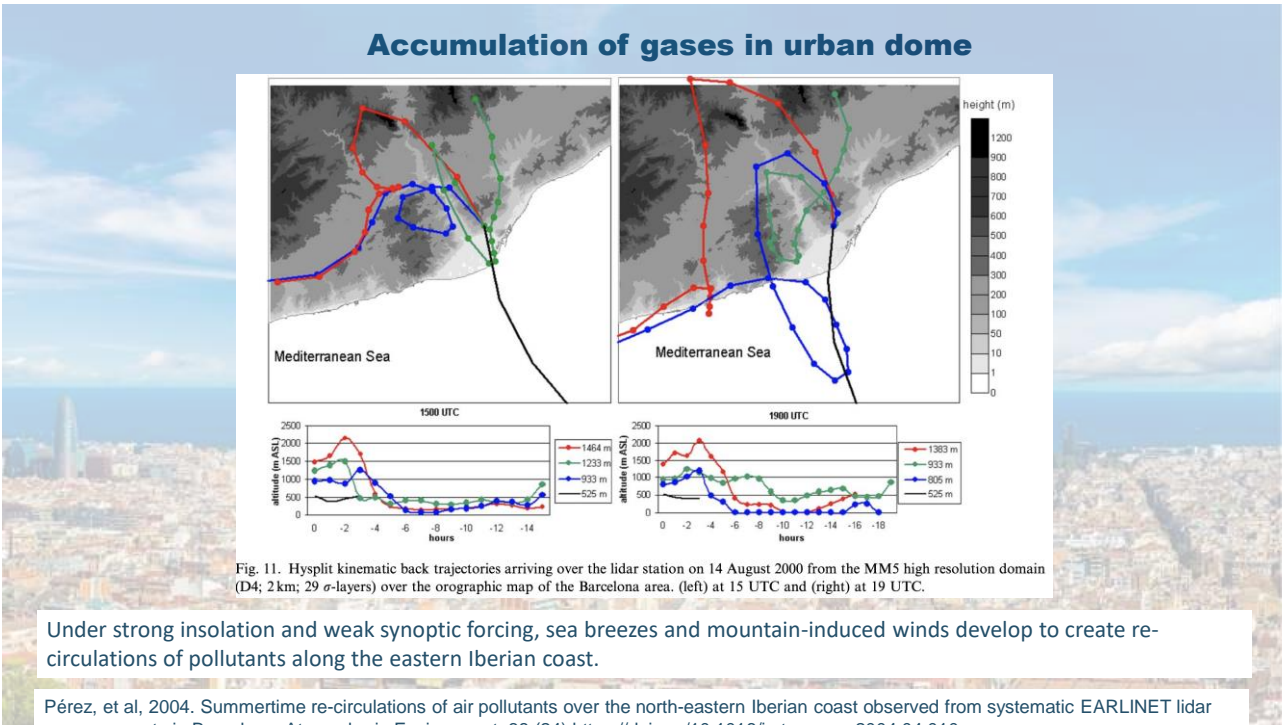 Accumulation of gases in urban dome
height (m)
1200
900
800
700
600
500
400
300
200
100
50
10
1
0
Mediterranean Sea
Mediterranean Sea
1500 UTC
1900 UTC
altitude (m ASL)
2500
2000
1500
1000
500
0
0 -2 -4 -6 -8 -10 -12 -14
hours
1464 m
1233 m
933 m
525 m
altitude (m ASL)
2500
2000
1500
1000
500
0
0 -2 -4 -6 -8 -10 -12 -14 -16 -18
hours
1383 m
933 m
805 m
525 m
Fig. 11. Hysplit kinematic back trajectories arriving over the lidar station on 14 August 2000 from the MM5 high resolution domain
(D4; 2 km; 29 σ-layers) over the orographic map of the Barcelona area. (left) at 15 UTC and (right) at 19 UTC.
Under strong insolation and weak synoptic forcing, sea breezes and mountain-induced winds develop to create re-
circulations of pollutants along the eastern Iberian coast.
Pérez, et al, 2004. Summertime re-circulations of air pollutants over the north-eastern Iberian coast observed from systematic EARLINET lidar